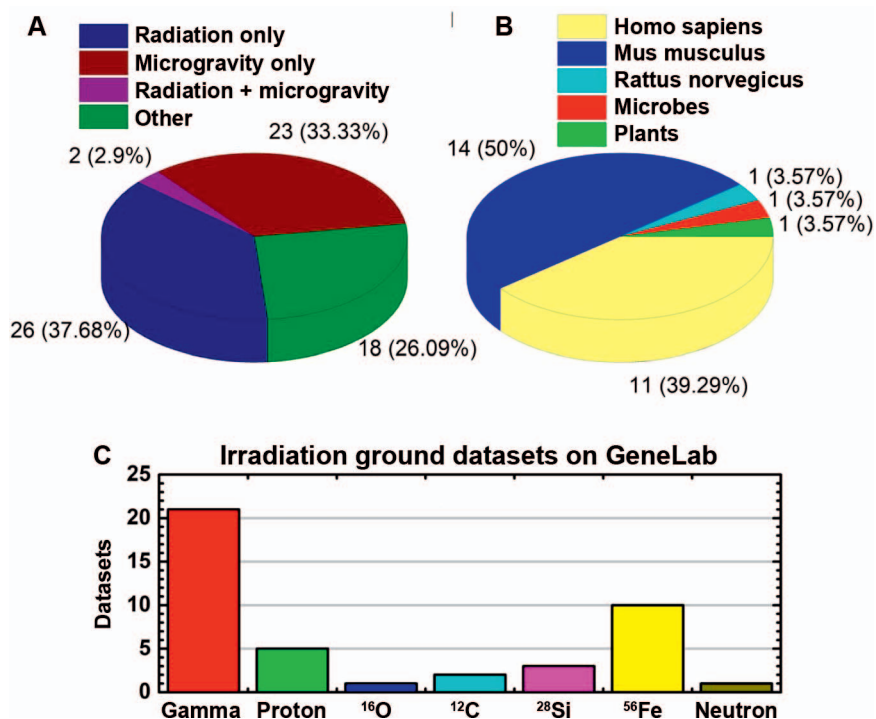 A
Radiation only
Microgravity only
Radiation + microgravity
Other
23 (33.33%)
2 (2.9%)
26 (37.68%)
18 (26.09%)
B
Homo sapiens
Mus musculus
Rattus norvegicus
Microbes
Plants
14 (50%)
1 (3.57%)
1 (3.57%)
1 (3.57%)
11 (39.29%)
C
Irradiation ground datasets on GeneLab
Datasets
25
20
15
10
5
0
Gamma Proton ¹⁶O ¹²C ²⁸Si ⁵⁶Fe Neutron